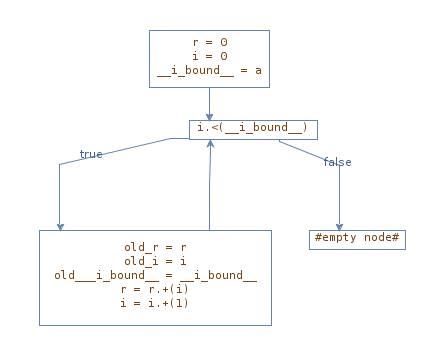 r = 0
i = 0
__i_bound__ = a
i.<(__i_bound__)
true
false
old_r = r
old_i = i
old___i_bound__ = __i_bound__
r = r.+(i)
i = i.+(1)
#empty node#